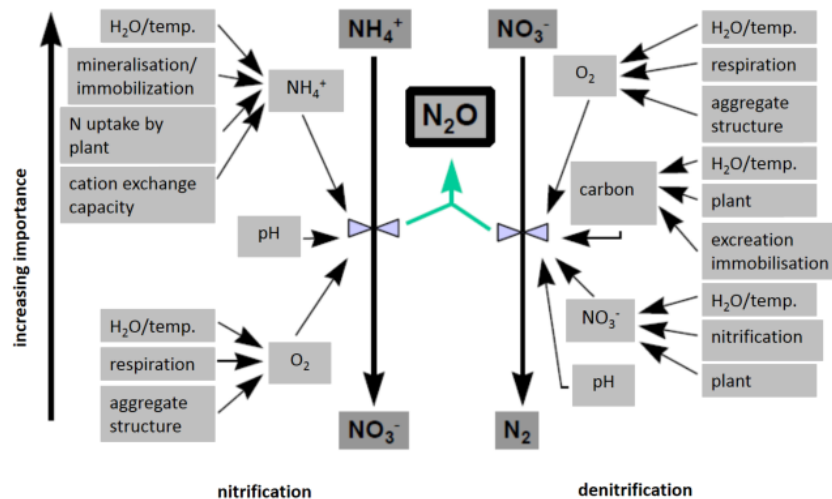 increasing importance
H₂O/temp.
mineralisation/
immobilization
N uptake by
plant
cation exchange
capacity
NH₄⁺
pH
H₂O/temp.
respiration
aggregate
structure
O₂
NH₄⁺
NO₃⁻
nitrification
N₂O
NO₃⁻
N₂
denitrification
O₂
H₂O/temp.
respiration
aggregate
structure
carbon
H₂O/temp.
plant
excreation
immobilisation
NO₃⁻
H₂O/temp.
nitrification
plant
pH